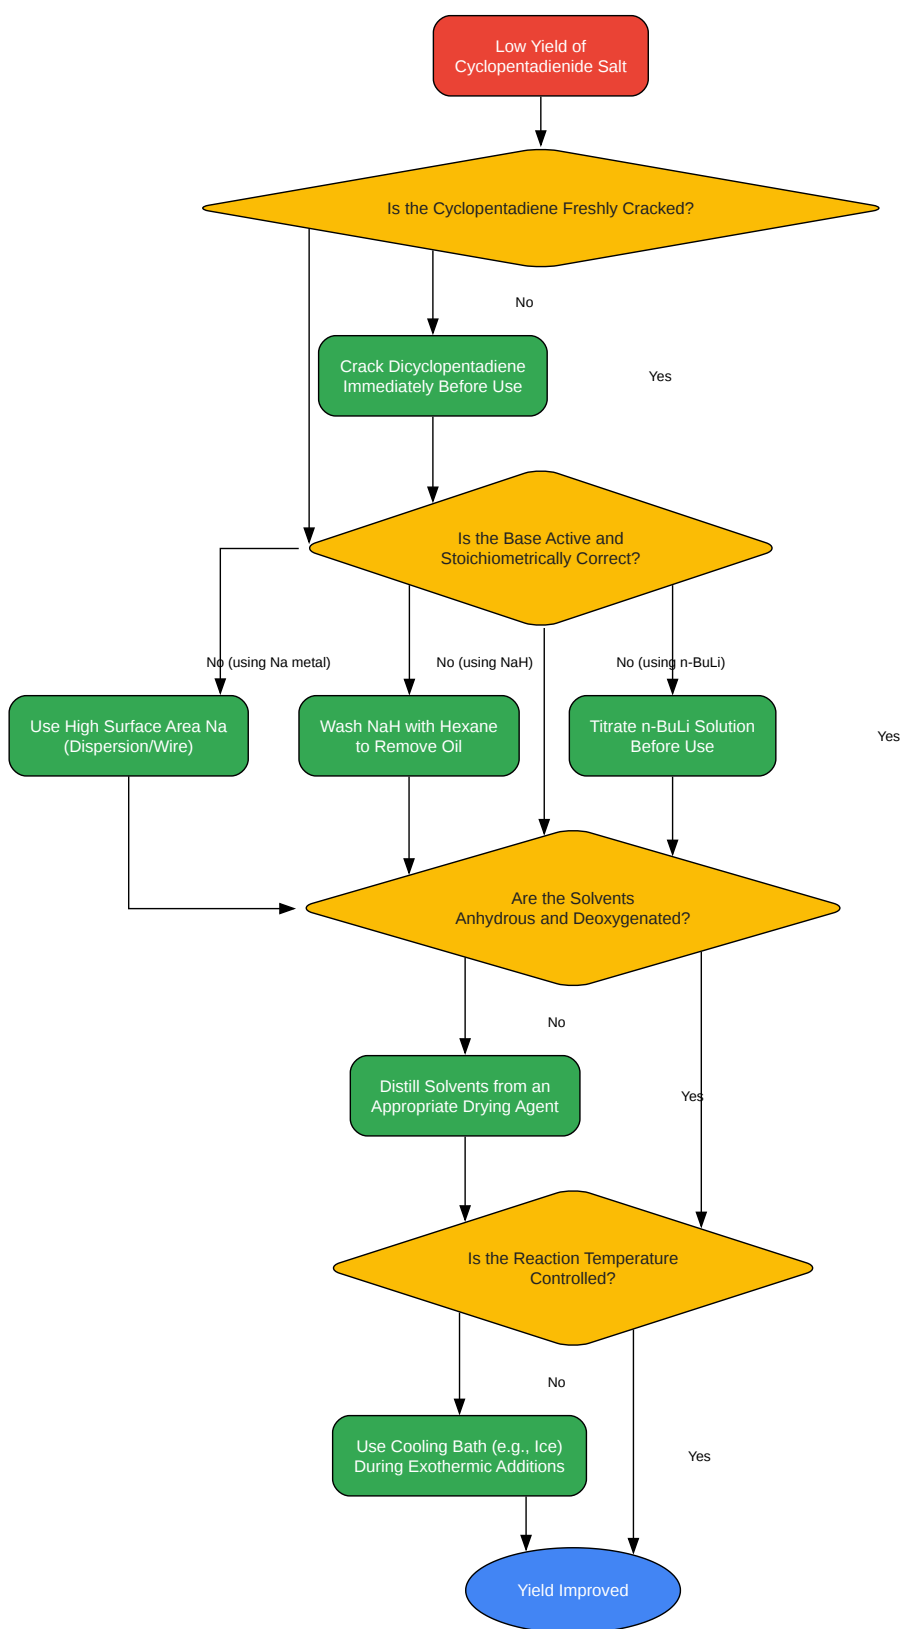 Low Yield of
Cyclopentadienide Salt
Is the Cyclopentadiene Freshly Cracked?
No
Crack Dicyclopentadiene
Immediately Before Use
Yes
Is the Base Active and
Stoichiometrically Correct?
No (using Na metal)
No (using NaH)
No (using n-BuLi)
Use High Surface Area Na
(Dispersion/Wire)
Wash NaH with Hexane
to Remove Oil
Titrate n-BuLi Solution
Before Use
Yes
Are the Solvents
Anhydrous and Deoxygenated?
No
Distill Solvents from an
Appropriate Drying Agent
Yes
Is the Reaction Temperature
Controlled?
No
Use Cooling Bath (e.g., Ice)
During Exothermic Additions
Yes
Yield Improved